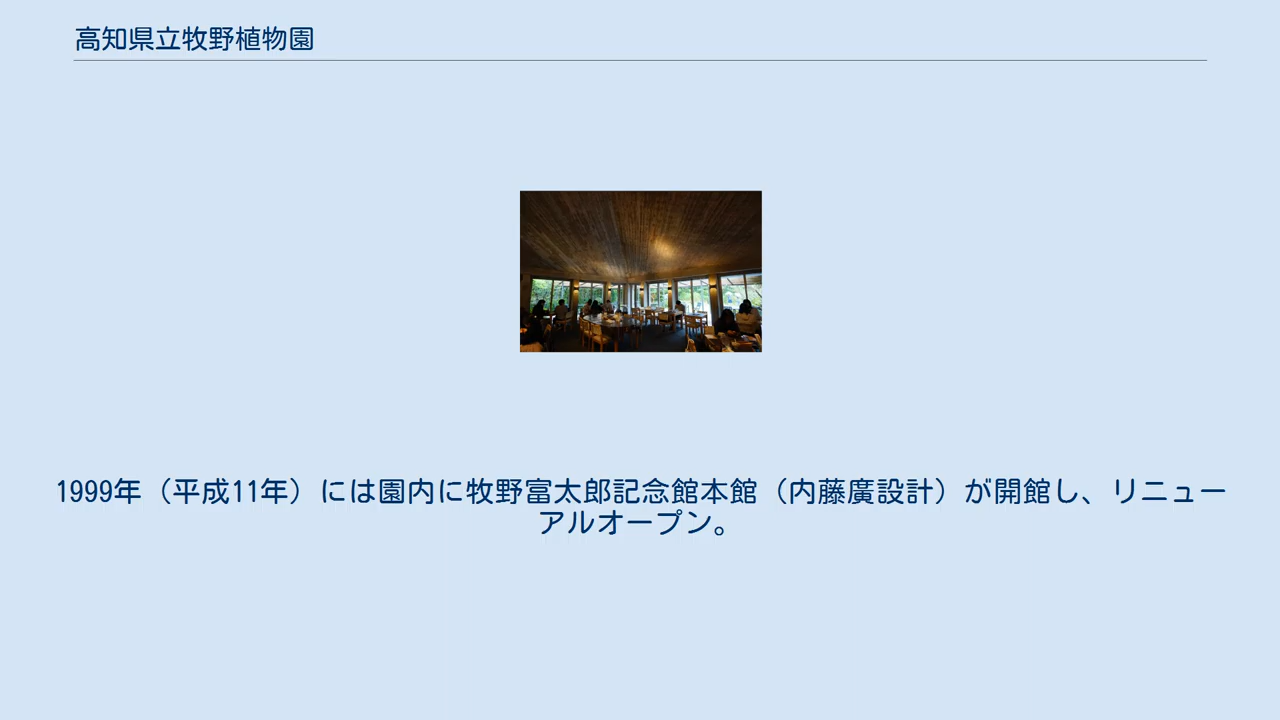 高知県立牧野植物園
1999年（平成11年）には園内に牧野富太郎記念館本館（内藤廣設計）が開館し、リニュー
アルオープン。